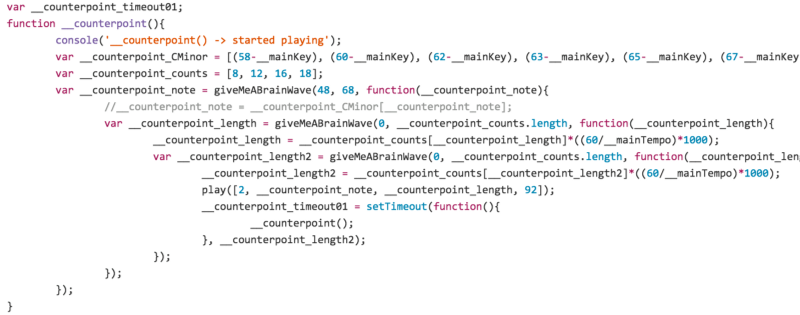 var __counterpoint_timeout01;
function __counterpoint(){
console('__counterpoint() -> started playing');
var __counterpoint_CMinor = [(58-__mainKey), (60-__mainKey), (62-__mainKey), (63-__mainKey), (65-__mainKey), (67-__mainKey
var __counterpoint_counts = [8, 12, 16, 18];
var __counterpoint_note = giveMeABrainWave(48, 68, function(__counterpoint_note){
//__counterpoint_note = __counterpoint_CMinor[__counterpoint_note];
var __counterpoint_length = giveMeABrainWave(0, __counterpoint_counts.length, function(__counterpoint_length){
__counterpoint_length = __counterpoint_counts[__counterpoint_length]*((60/__mainTempo)*1000);
var __counterpoint_length2 = giveMeABrainWave(0, __counterpoint_counts.length, function(__counterpoint_len
__counterpoint_length2 = __counterpoint_counts[__counterpoint_length2]*((60/__mainTempo)*1000);
play([2, __counterpoint_note, __counterpoint_length, 92]);
__counterpoint_timeout01 = setTimeout(function(){
__counterpoint();
}, __counterpoint_length2);
});
});
});
}